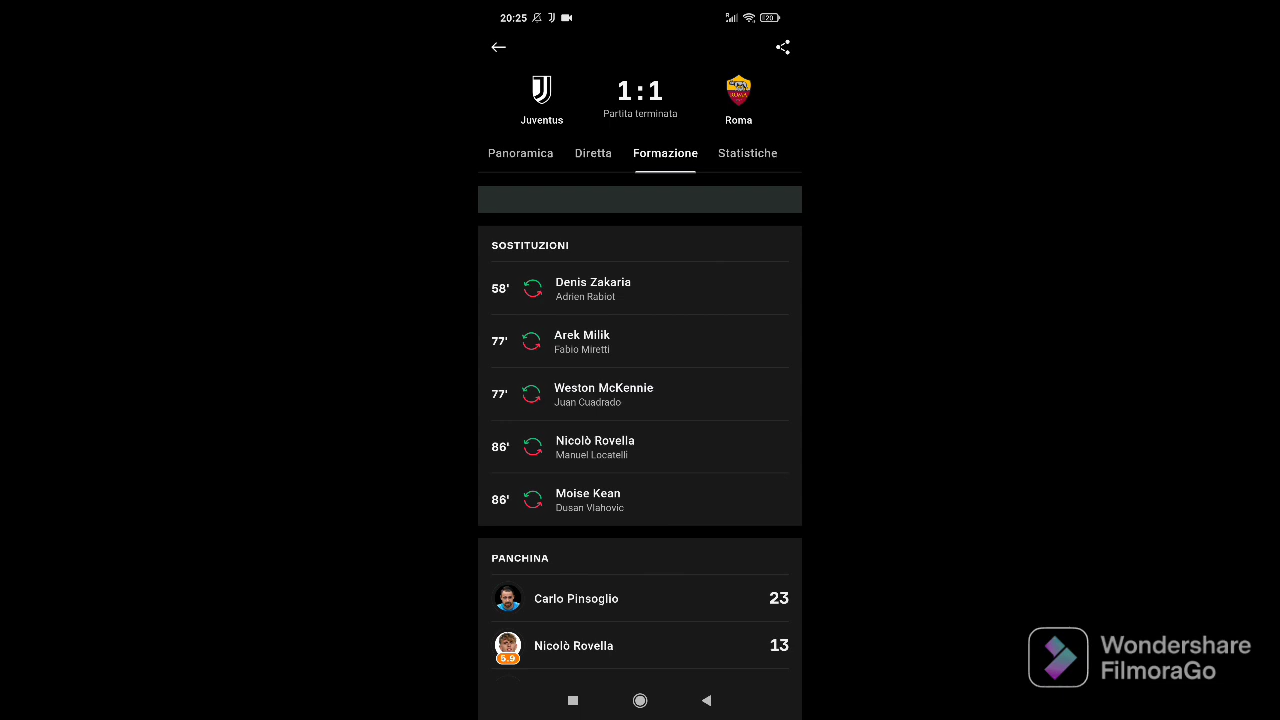 20:25
20
1:1
Partita terminata
Juventus
Roma
Panoramica Diretta Formazione Statistiche
SOSTITUZIONI
58' Denis Zakaria
Adrien Rabiot
77' Arek Milik
Fabio Miretti
77' Weston McKennie
Juan Cuadrado
86' Nicolò Rovella
Manuel Locatelli
86' Moise Kean
Dusan Vlahovic
PANCHINA
Carlo Pinsoglio 23
Nicolò Rovella 13
5.9
Wondershare
FilmoraGo